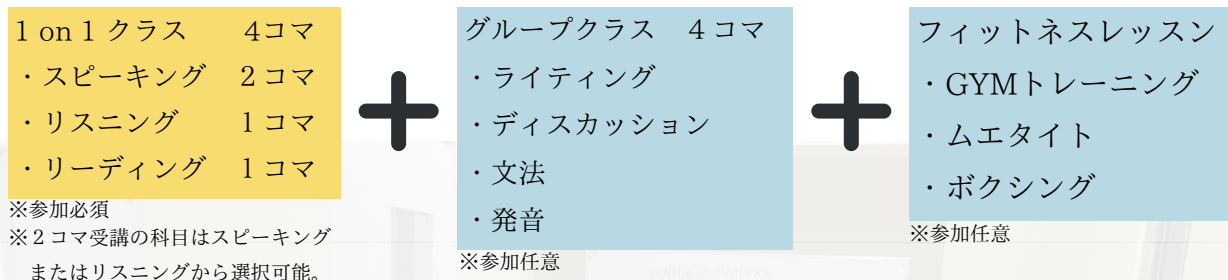 1 on 1 クラス　4コマ
・スピーキング　2コマ
・リスニング　1コマ
・リーディング　1コマ
※参加必須
※２コマ受講の科目はスピーキング
またはリスニングから選択可能。
グループクラス　４コマ
・ライティング
・ディスカッション
・文法
・発音
※参加任意
フィットネスレッスン
・GYMトレーニング
・ムエタイト
・ボクシング
※参加任意
SENTENCE PATTERN